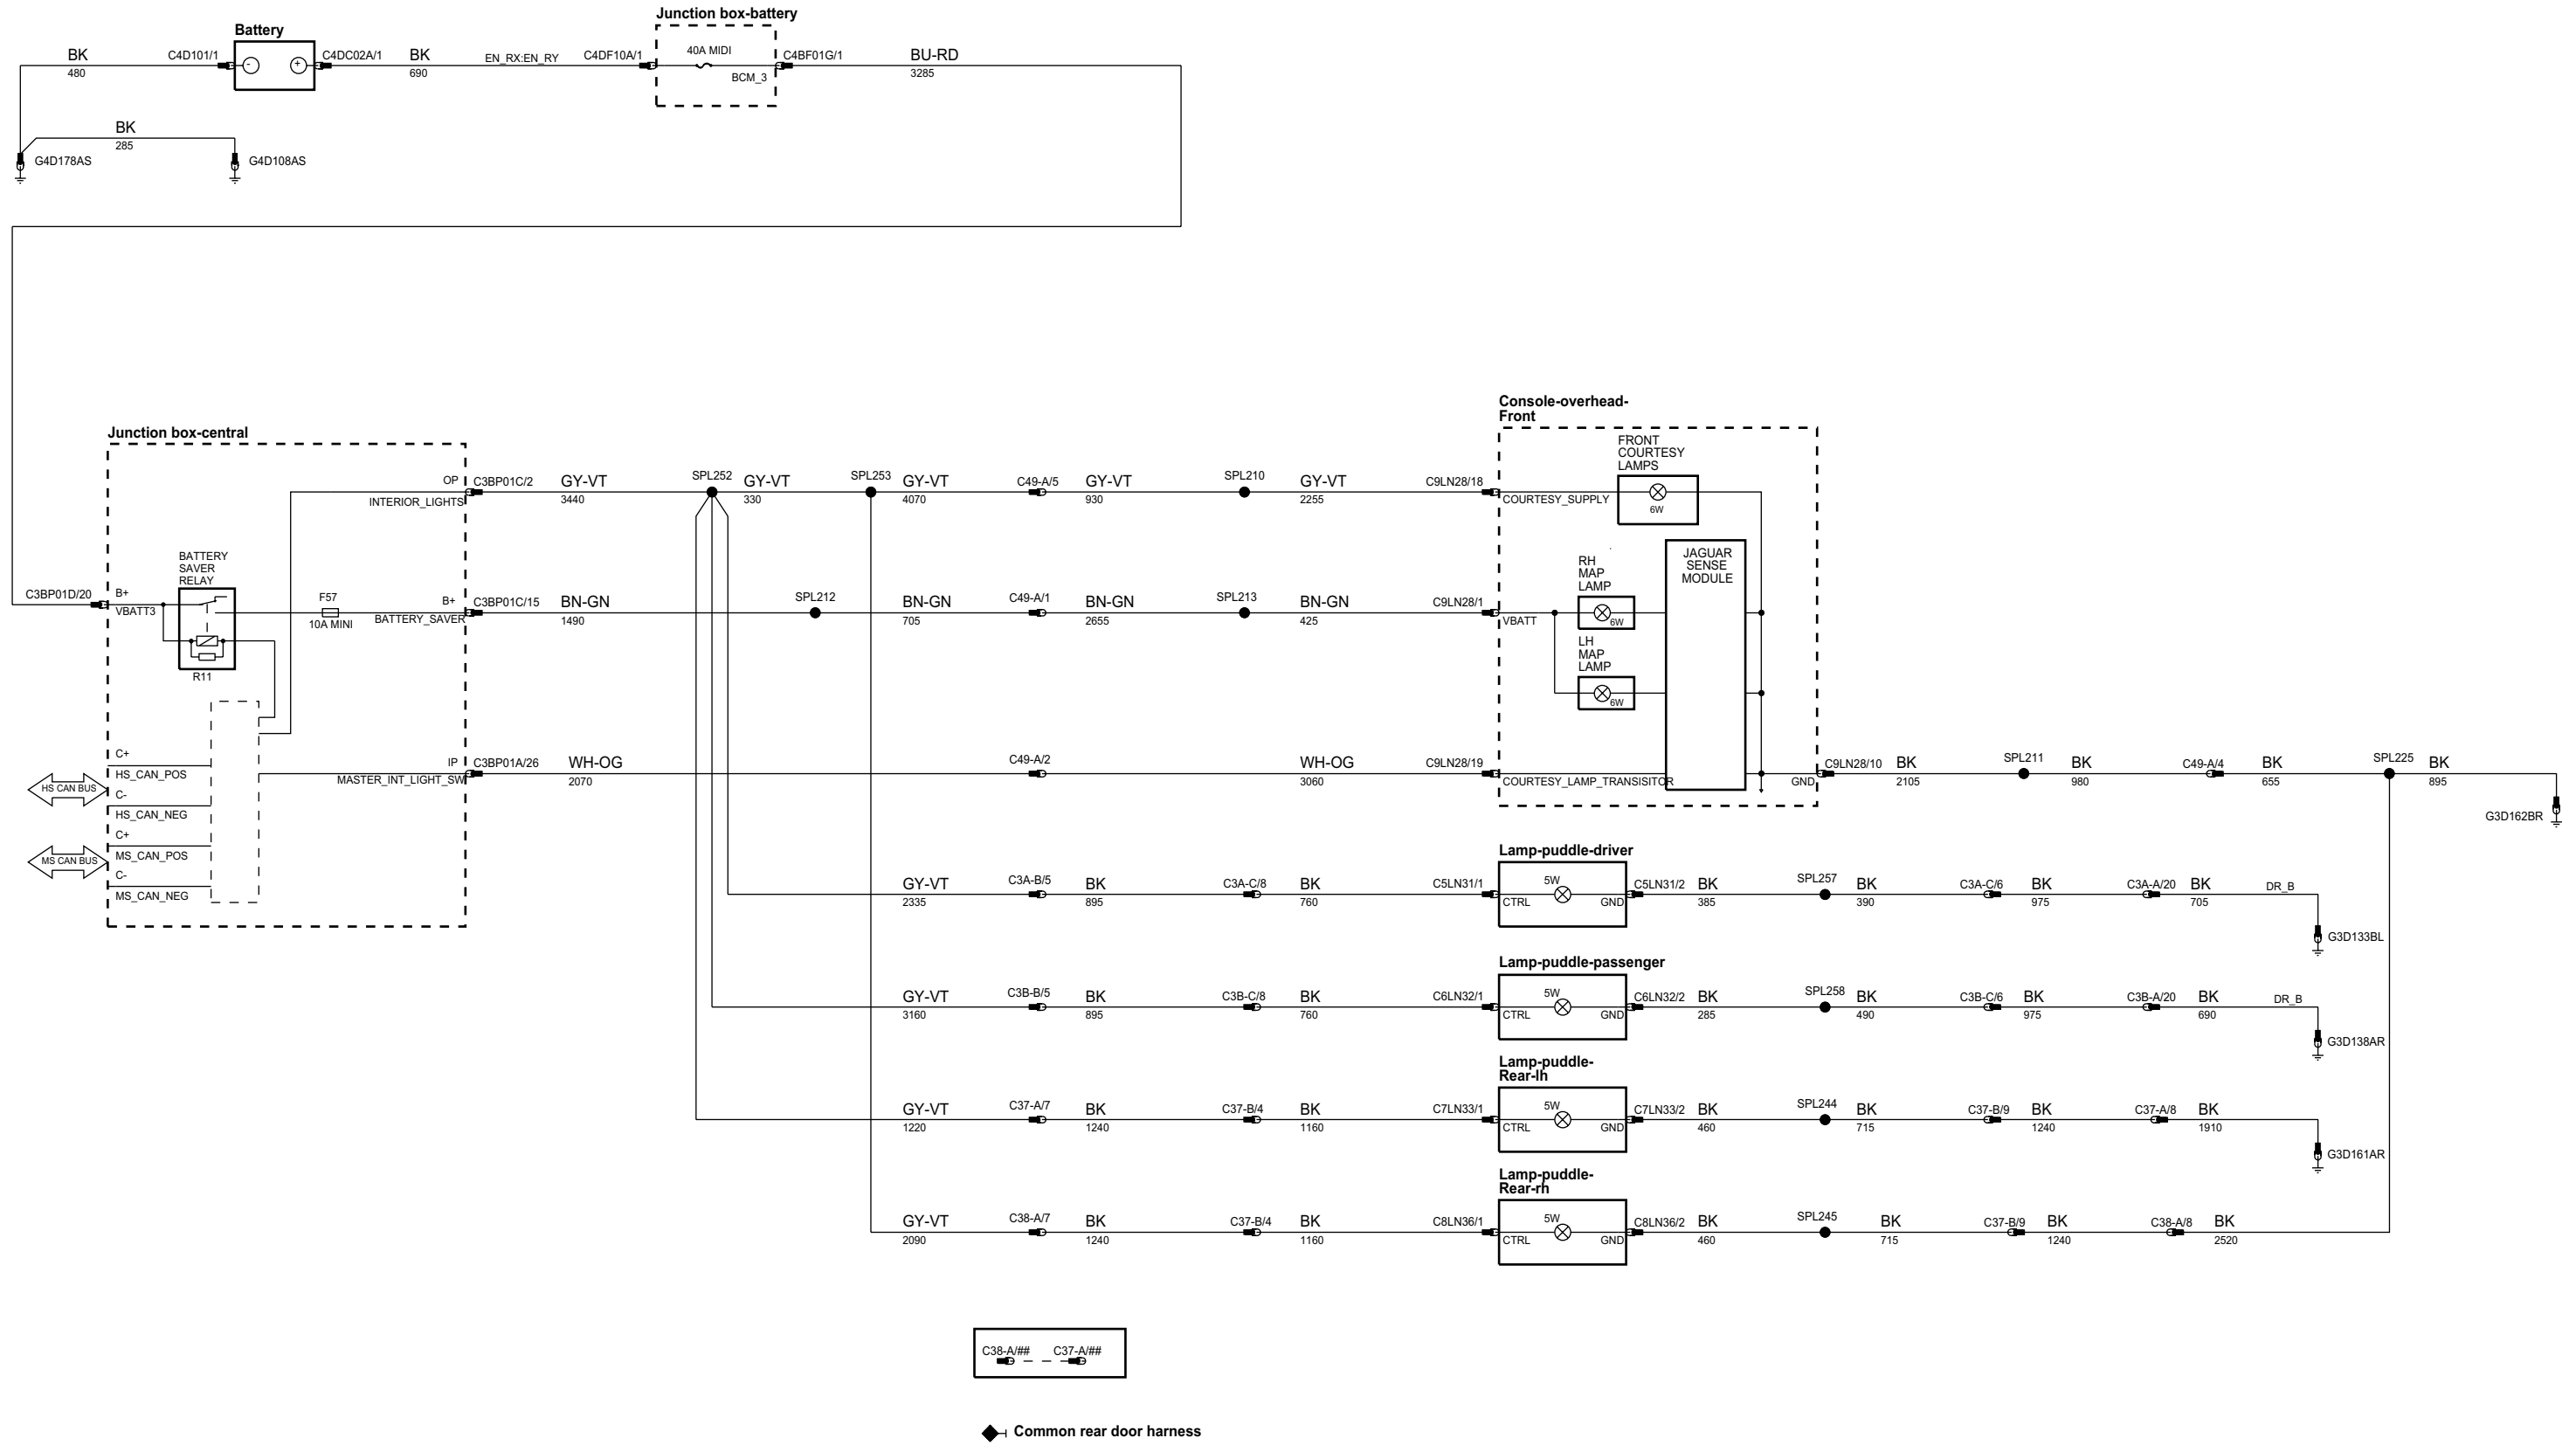 Junction box-battery
Battery
BK
480
C4D101/1
-
+
C4DC02A/1
BK
690
EN_RX:EN_RY
C4DF10A/1
40A MIDI
BCM_3
C4BF01G/1
BU-RD
3285
BK
285
G4D178AS
G4D108AS
Junction box-central
Console-overhead-
Front
FRONT
COURTESY
LAMPS
6W
OP
INTERIOR_LIGHTS
C3BP01C/2
GY-VT
3440
SPL252
GY-VT
330
SPL253
GY-VT
4070
C49-A/5
GY-VT
930
SPL210
GY-VT
2255
C9LN28/18
COURTESY_SUPPLY
BATTERY
SAVER
RELAY
R11
C3BP01D/20
B+
VBATT3
F57
10A MINI
B+
BATTERY_SAVER
C3BP01C/15
BN-GN
1490
SPL212
BN-GN
705
C49-A/1
BN-GN
2655
SPL213
BN-GN
425
C9LN28/1
VBATT
RH
MAP
LAMP
6W
LH
MAP
LAMP
6W
JAGUAR
SENSE
MODULE
C+
HS_CAN_POS
HS CAN BUS
C-
HS_CAN_NEG
C+
MS_CAN_POS
MS CAN BUS
C-
MS_CAN_NEG
IP
MASTER_INT_LIGHT_SW
C3BP01A/26
WH-OG
2070
C49-A/2
WH-OG
3060
C9LN28/19
COURTESY_LAMP_TRANSISITOR
GND
C9LN28/10
BK
2105
SPL211
BK
980
C49-A/4
BK
655
SPL225
BK
895
G3D162BR
Lamp-puddle-driver
GY-VT
2335
C3A-B/5
BK
895
C3A-C/8
BK
760
C5LN31/1
CTRL
5W
GND
C5LN31/2
BK
385
SPL257
BK
390
C3A-C/6
BK
975
C3A-A/20
BK
705
DR_B
G3D133BL
Lamp-puddle-passenger
GY-VT
3160
C3B-B/5
BK
895
C3B-C/8
BK
760
C6LN32/1
CTRL
5W
GND
C6LN32/2
BK
285
SPL258
BK
490
C3B-C/6
BK
975
C3B-A/20
BK
690
DR_B
G3D138AR
Lamp-puddle-
Rear-lh
GY-VT
1220
C37-A/7
BK
1240
C37-B/4
BK
1160
C7LN33/1
CTRL
5W
GND
C7LN33/2
BK
460
SPL244
BK
715
C37-B/9
BK
1240
C37-A/8
BK
1910
G3D161AR
Lamp-puddle-
Rear-rh
GY-VT
2090
C38-A/7
BK
1240
C37-B/4
BK
1160
C8LN36/1
CTRL
5W
GND
C8LN36/2
BK
460
SPL245
BK
715
C37-B/9
BK
1240
C38-A/8
BK
2520
C38-A/## C37-A/##
Common rear door harness